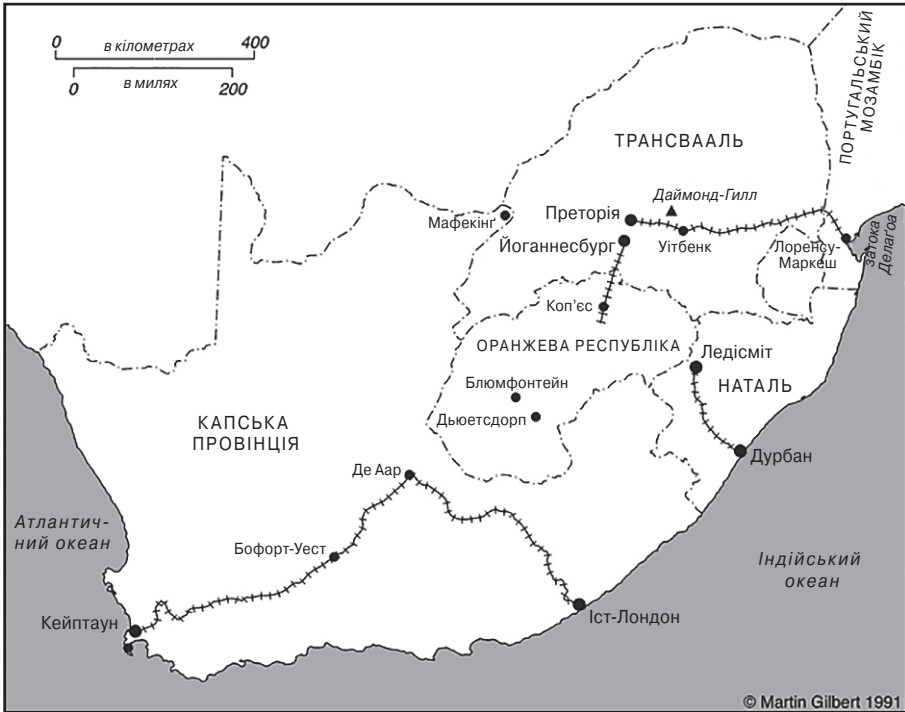 0 в кілометрах 400
0 в милях 200
ПОРТУГАЛЬСЬКИЙ
МОЗАМБІК
ТРАНСВААЛЬ
Даймонд-Гилл
Мафекінґ
Преторія
Йоганнесбург
Уітбенк
Лоренсу-
Маркеш
затока
Делаґоа
Коп’єс
ОРАНЖЕВА РЕСПУБЛІКА
Ледісміт
Блюмфонтейн
НАТАЛЬ
Дьюетсдорп
КАПСЬКА
ПРОВІНЦІЯ
Дурбан
Де Аар
Атлантич-
ний океан
Бофорт-Уест
Індійський
океан
Кейптаун
Іст-Лондон
© Martin Gilbert 1991